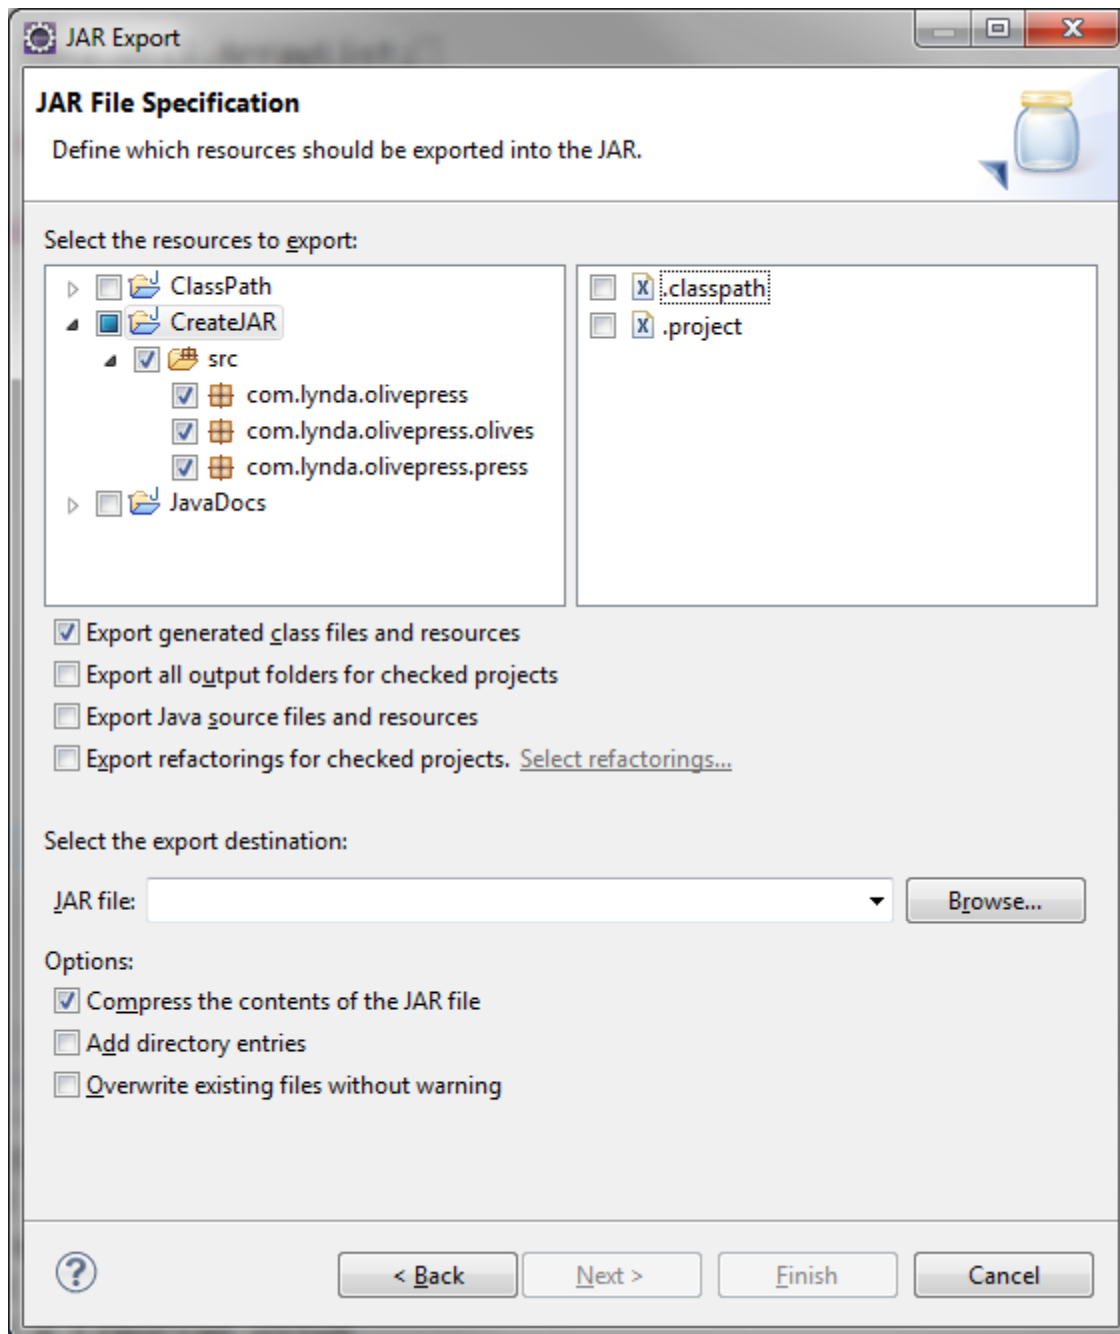 JAR Export
JAR File Specification
Define which resources should be exported into the JAR.
Select the resources to export:
ClassPath
CreateJAR
src
com.lynda.olivepress
com.lynda.olivepress.olives
com.lynda.olivepress.press
JavaDocs
.classpath
.project
Export generated class files and resources
Export all output folders for checked projects
Export Java source files and resources
Export refactorings for checked projects. Select refactorings...
Select the export destination:
JAR file: Browse...
Options:
Compress the contents of the JAR file
Add directory entries
Overwrite existing files without warning
< Back Next > Finish Cancel